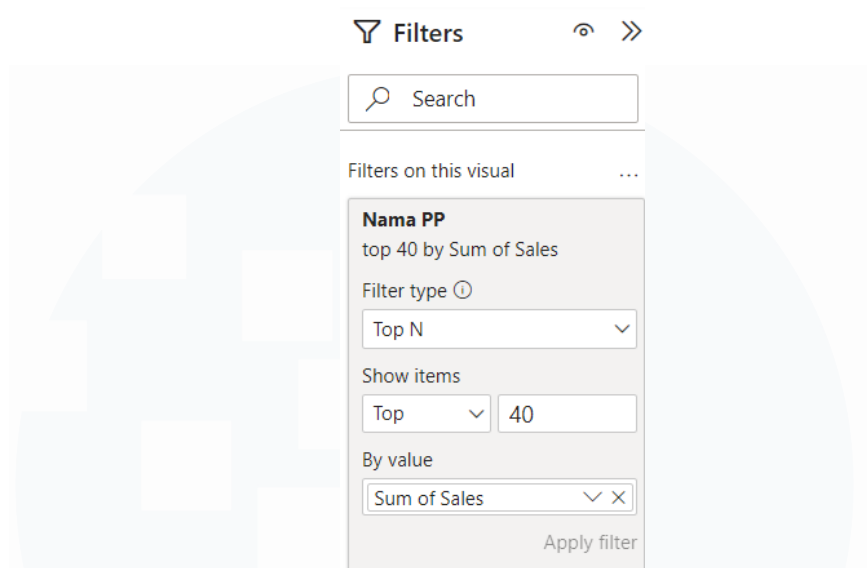 Filters
Search
Filters on this visual
...
Nama PP
top 40 by Sum of Sales
Filter type
Top N
Show items
Top 40
By value
Sum of Sales
Apply filter